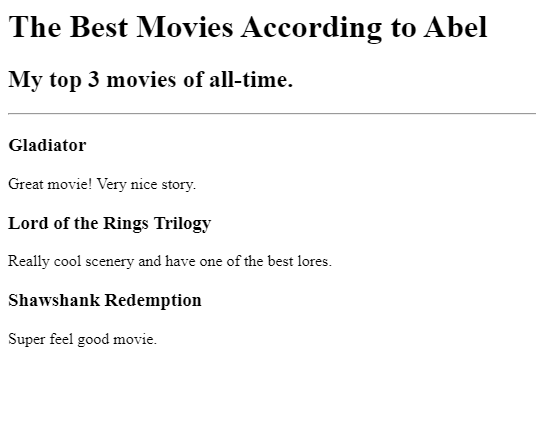 The Best Movies According to Abel
My top 3 movies of all-time.
Gladiator
Great movie! Very nice story.
Lord of the Rings Trilogy
Really cool scenery and have one of the best lores.
Shawshank Redemption
Super feel good movie.